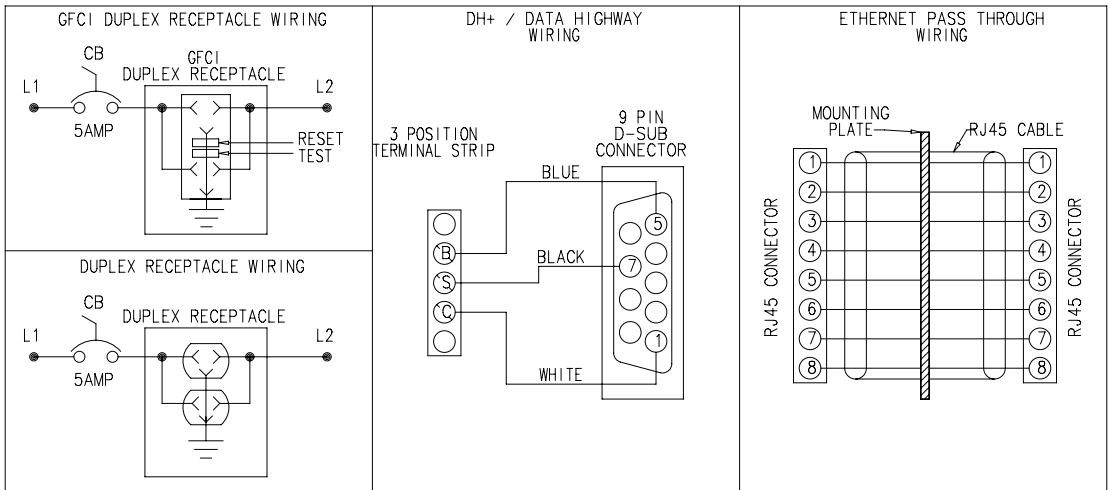 GFCI DUPLEX RECEPTACLE WIRING
CB
GFCI
DUPLEX RECEPTACLE
L1
L2
5AMP
RESET
TEST
DUPLEX RECEPTACLE WIRING
CB
DUPLEX RECEPTACLE
L1
L2
5AMP
DH+ / DATA HIGHWAY
WIRING
3 POSITION
TERMINAL STRIP
9 PIN
D-SUB
CONNECTOR
BLUE
B
5
BLACK
7
S
C
1
WHITE
ETHERNET PASS THROUGH
WIRING
MOUNTING
PLATE
RJ45 CABLE
RJ45 CONNECTOR
1 1
2 2
3 3
4 4
5 5
6 6
7 7
8 8
RJ45 CONNECTOR